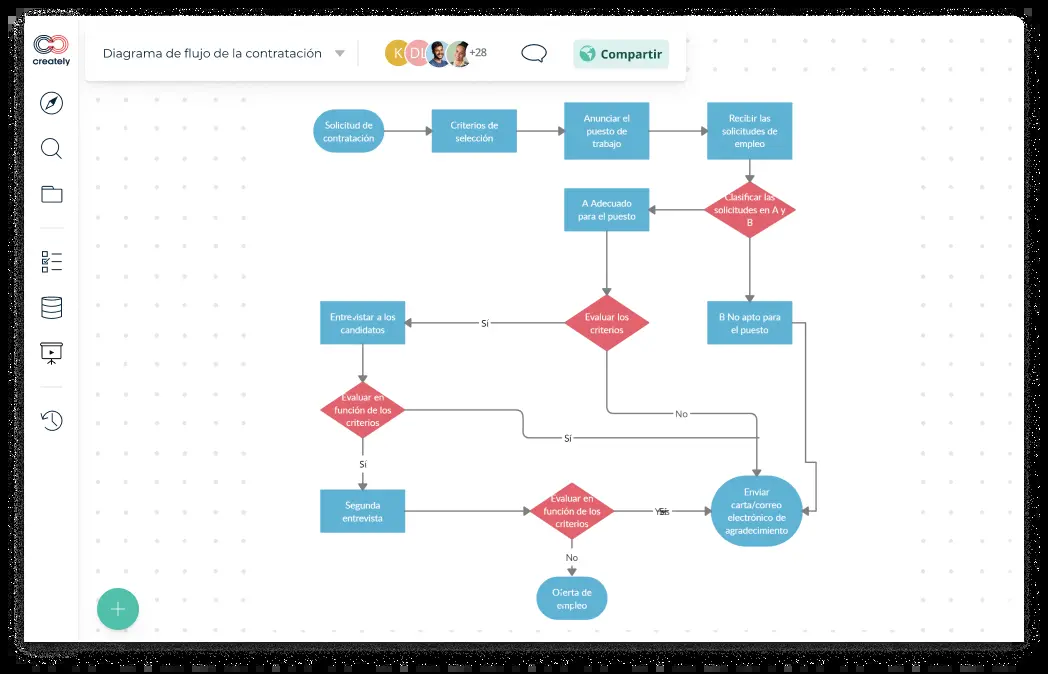 creately
Diagrama de flujo de la contratación
K
DL
+28
Compartir
Solicitud de
contratación
Criterios de
selección
Anunciar el
puesto de
trabajo
Recibir las
solicitudes de
empleo
A Adecuado
para el puesto
Clasificar las
solicitudes en A y
B
Entrevistar a los
candidatos
Sí
Evaluar los
criterios
B No apto para
el puesto
Evaluar en
función de los
criterios
No
Sí
Sí
Segunda
entrevista
Evaluar en
función de los
criterios
Enviar
carta/correo
electrónico de
agradecimiento
No
Oferta de
empleo